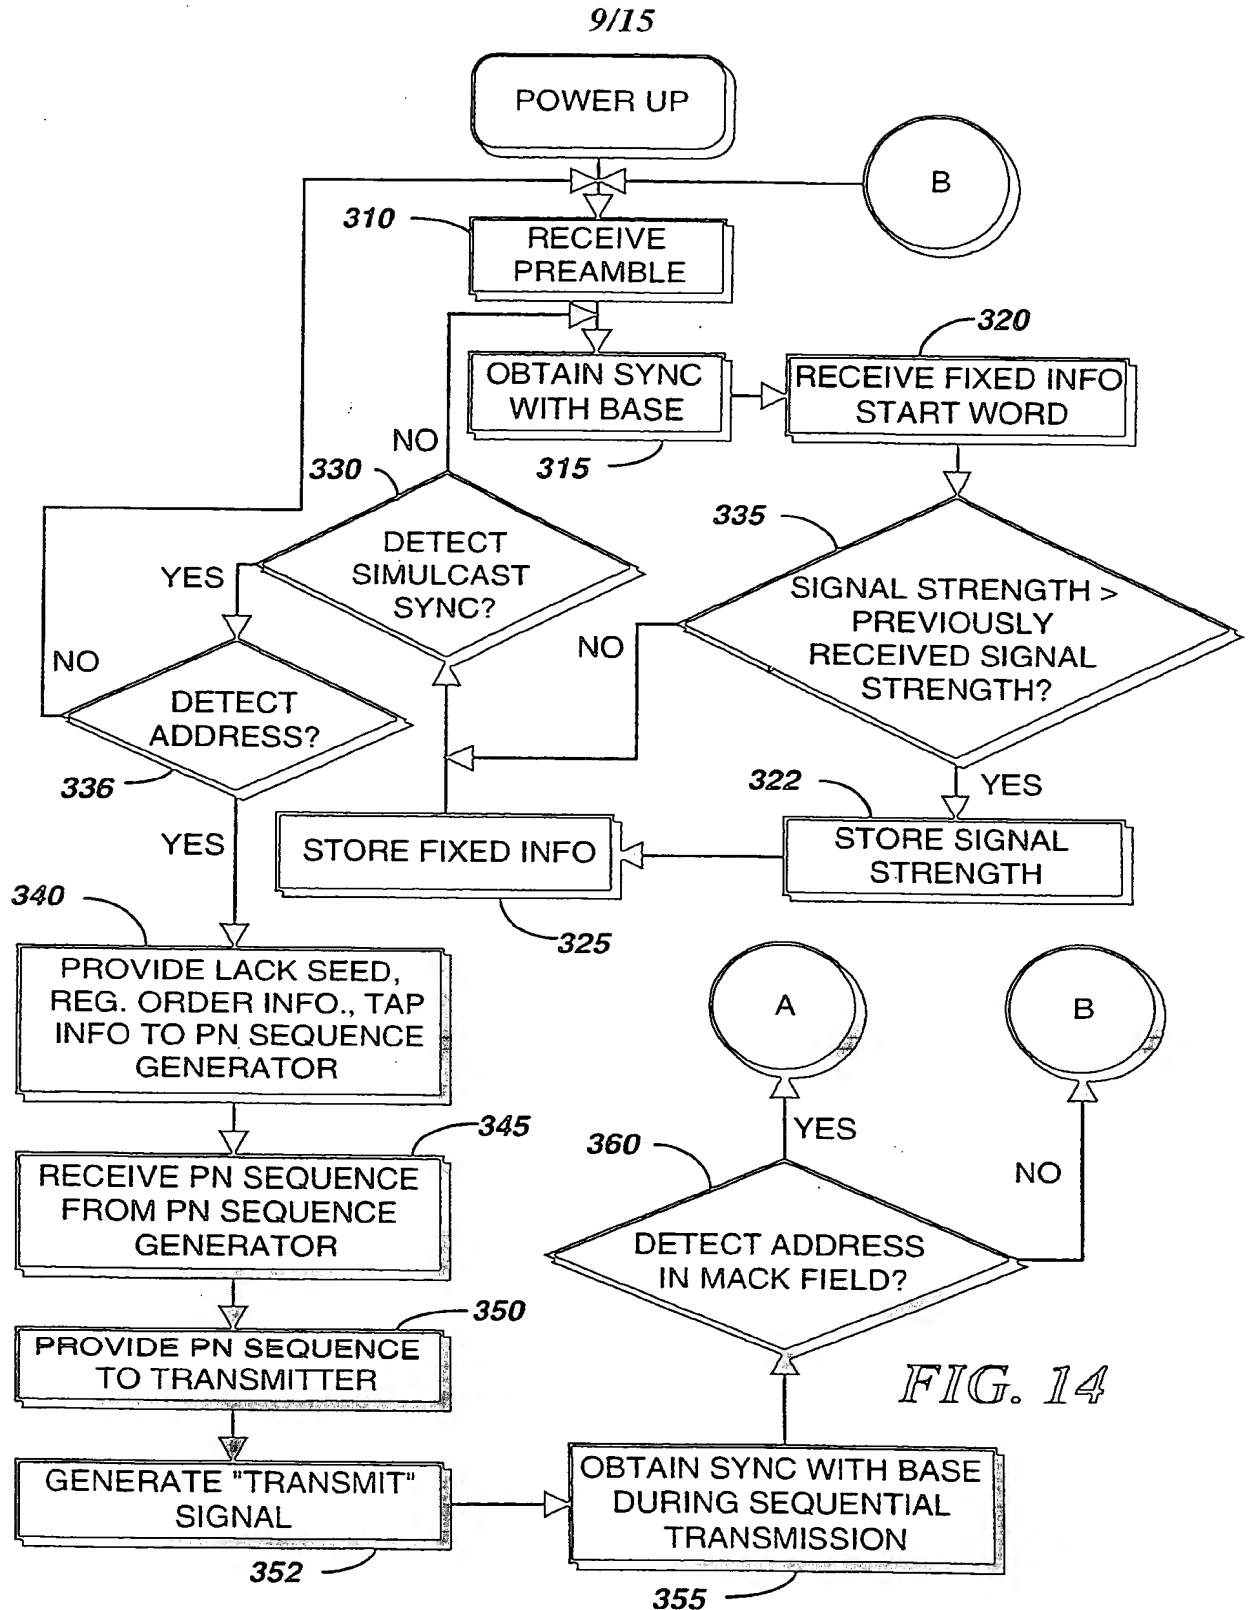 9/15
POWER UP
B
310
RECEIVE
PREAMBLE
320
OBTAIN SYNC
WITH BASE
RECEIVE FIXED INFO
START WORD
NO
315
330
335
DETECT
SIMULCAST
SYNC?
YES
SIGNAL STRENGTH >
PREVIOUSLY
RECEIVED SIGNAL
STRENGTH?
NO
NO
DETECT
ADDRESS?
336
YES
322
YES
STORE FIXED INFO
STORE SIGNAL
STRENGTH
340
325
PROVIDE LACK SEED,
REG. ORDER INFO., TAP
INFO TO PN SEQUENCE
GENERATOR
A
B
345
YES
360
NO
RECEIVE PN SEQUENCE
FROM PN SEQUENCE
GENERATOR
DETECT ADDRESS
IN MACK FIELD?
350
PROVIDE PN SEQUENCE
TO TRANSMITTER
FIG. 14
GENERATE "TRANSMIT"
SIGNAL
OBTAIN SYNC WITH BASE
DURING SEQUENTIAL
TRANSMISSION
352
355